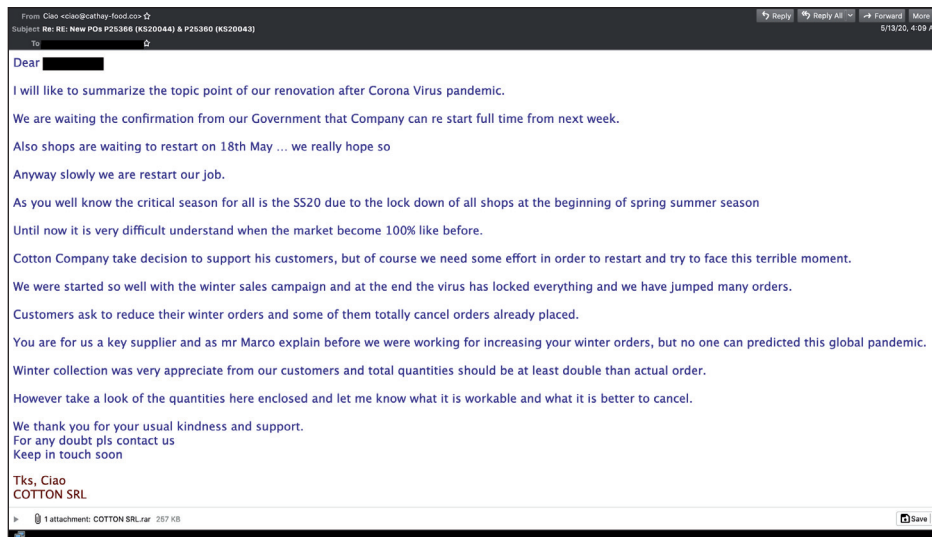 From Ciao <ciao@cathay-food.co> ☆
Reply Reply All Forward More
Subject Re: RE: New POs P25366 (KS20044) & P25360 (KS20043)
5/13/20, 4:09 A
To ☆
Dear
I will like to summarize the topic point of our renovation after Corona Virus pandemic.
We are waiting the confirmation from our Government that Company can re start full time from next week.
Also shops are waiting to restart on 18th May … we really hope so
Anyway slowly we are restart our job.
As you well know the critical season for all is the SS20 due to the lock down of all shops at the beginning of spring summer season
Until now it is very difficult understand when the market become 100% like before.
Cotton Company take decision to support his customers, but of course we need some effort in order to restart and try to face this terrible moment.
We were started so well with the winter sales campaign and at the end the virus has locked everything and we have jumped many orders.
Customers ask to reduce their winter orders and some of them totally cancel orders already placed.
You are for us a key supplier and as mr Marco explain before we were working for increasing your winter orders, but no one can predicted this global pandemic.
Winter collection was very appreciate from our customers and total quantities should be at least double than actual order.
However take a look of the quantities here enclosed and let me know what it is workable and what it is better to cancel.
We thank you for your usual kindness and support.
For any doubt pls contact us
Keep in touch soon
Tks, Ciao
COTTON SRL
1 attachment: COTTON SRL.rar 257 KB
Save